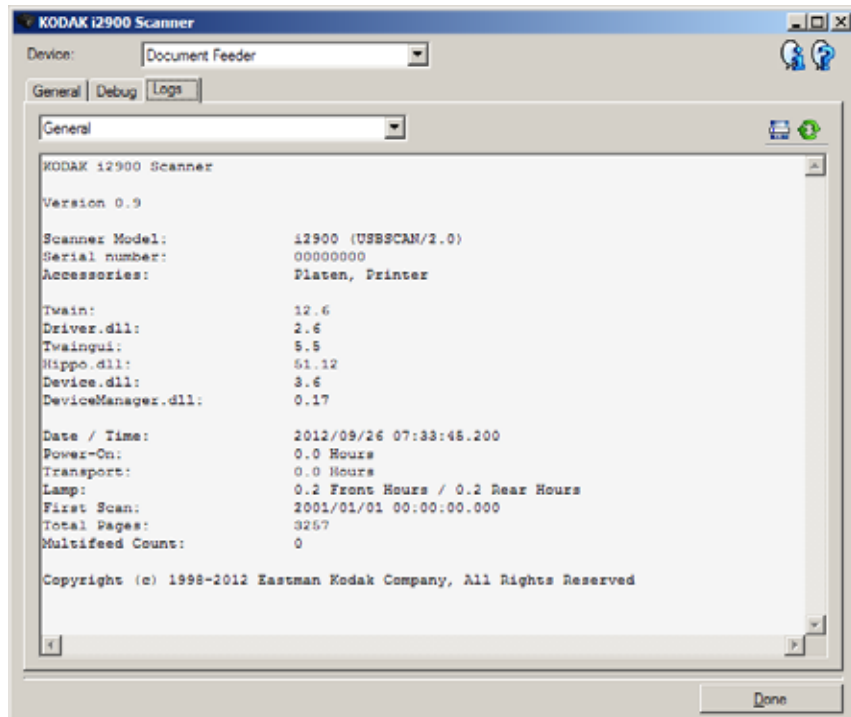 KODAK i2900 Scanner
Device: Document Feeder
General Debug Logs
General
KODAK i2900 Scanner
Version 0.9
Scanner Model: i2900 (USBSCAN/2.0)
Serial number: 00000000
Accessories: Platen, Printer
Twain: 12.6
Driver.dll: 2.6
Twaingui: 5.5
Hippo.dll: 51.12
Device.dll: 3.6
DeviceManager.dll: 0.17
Date / Time: 2012/09/26 07:33:45.200
Power-On: 0.0 Hours
Transport: 0.0 Hours
Lamp: 0.2 Front Hours / 0.2 Rear Hours
First Scan: 2001/01/01 00:00:00.000
Total Pages: 3257
Multifeed Count: 0
Copyright (c) 1998-2012 Eastman Kodak Company, All Rights Reserved
Done